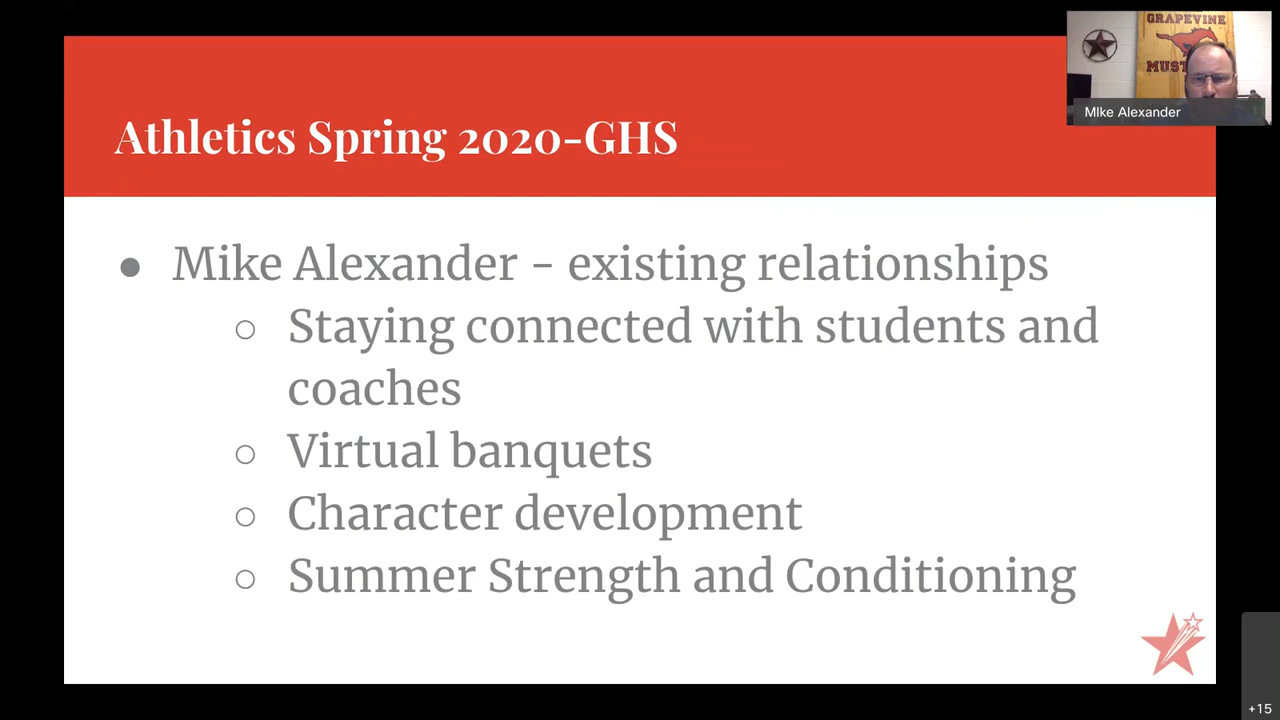 GRAPEVINE
MUST
MIke Alexander
Athletics Spring 2020-GHS
● Mike Alexander - existing relationships
○ Staying connected with students and
coaches
○ Virtual banquets
○ Character development
○ Summer Strength and Conditioning
+15